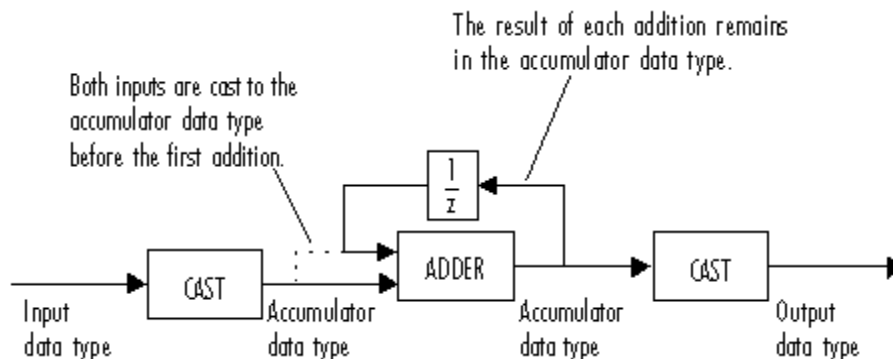 The result of each addition remains
in the accumulator data type.
Both inputs are cast to the
accumulator data type
before the first addition.
1
z
CAST
ADDER
CAST
Input
data type
Accumulator
data type
Accumulator
data type
Output
data type